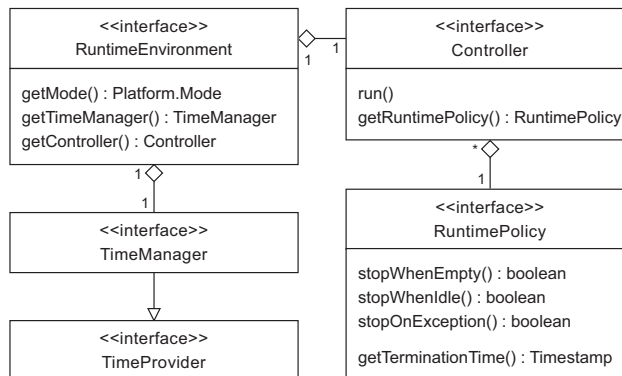 <<interface>>
RuntimeEnvironment
getMode() : Platform.Mode
getTimeManager() : TimeManager
getController() : Controller
1
1
<<interface>>
Controller
run()
getRuntimePolicy() : RuntimePolicy
1
1
<<interface>>
TimeManager
<<interface>>
TimeProvider
*
1
<<interface>>
RuntimePolicy
stopWhenEmpty() : boolean
stopWhenIdle() : boolean
stopOnException() : boolean
getTerminationTime() : Timestamp